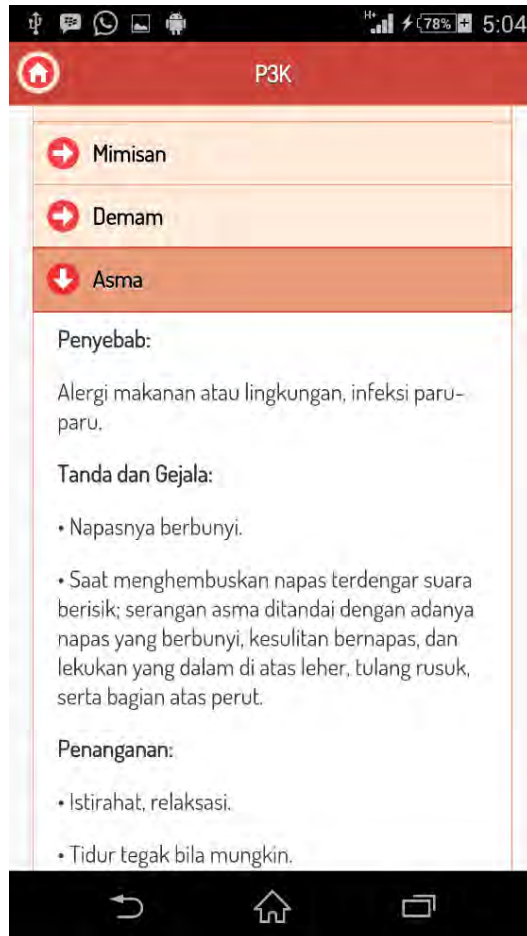 H+ 78% 5:04
P3K
Mimisan
Demam
Asma
Penyebab:
Alergi makanan atau lingkungan, infeksi paru-
paru.
Tanda dan Gejala:
• Napasnya berbunyi.
• Saat menghembuskan napas terdengar suara
berisik; serangan asma ditandai dengan adanya
napas yang berbunyi, kesulitan bernapas, dan
lekukan yang dalam di atas leher, tulang rusuk,
serta bagian atas perut.
Penanganan:
• Istirahat, relaksasi.
• Tidur tegak bila mungkin.